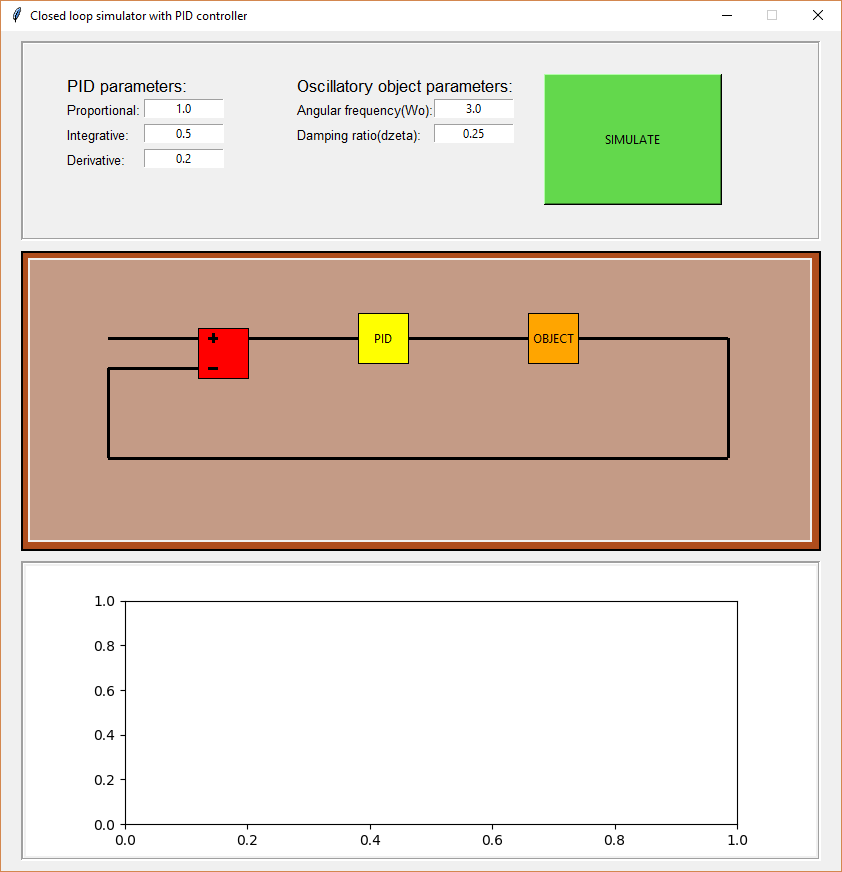 Closed loop simulator with PID controller
PID parameters:
Proportional: 1.0
Integrative: 0.5
Derivative: 0.2
Oscillatory object parameters:
Angular frequency(Wo): 3.0
Damping ratio(dzeta): 0.25
SIMULATE
+
−
PID
OBJECT
1.0
0.8
0.6
0.4
0.2
0.0
0.0 0.2 0.4 0.6 0.8 1.0